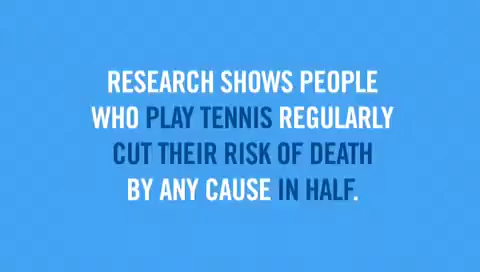 RESEARCH SHOWS PEOPLE
WHO PLAY TENNIS REGULARLY
CUT THEIR RISK OF DEATH
BY ANY CAUSE IN HALF.